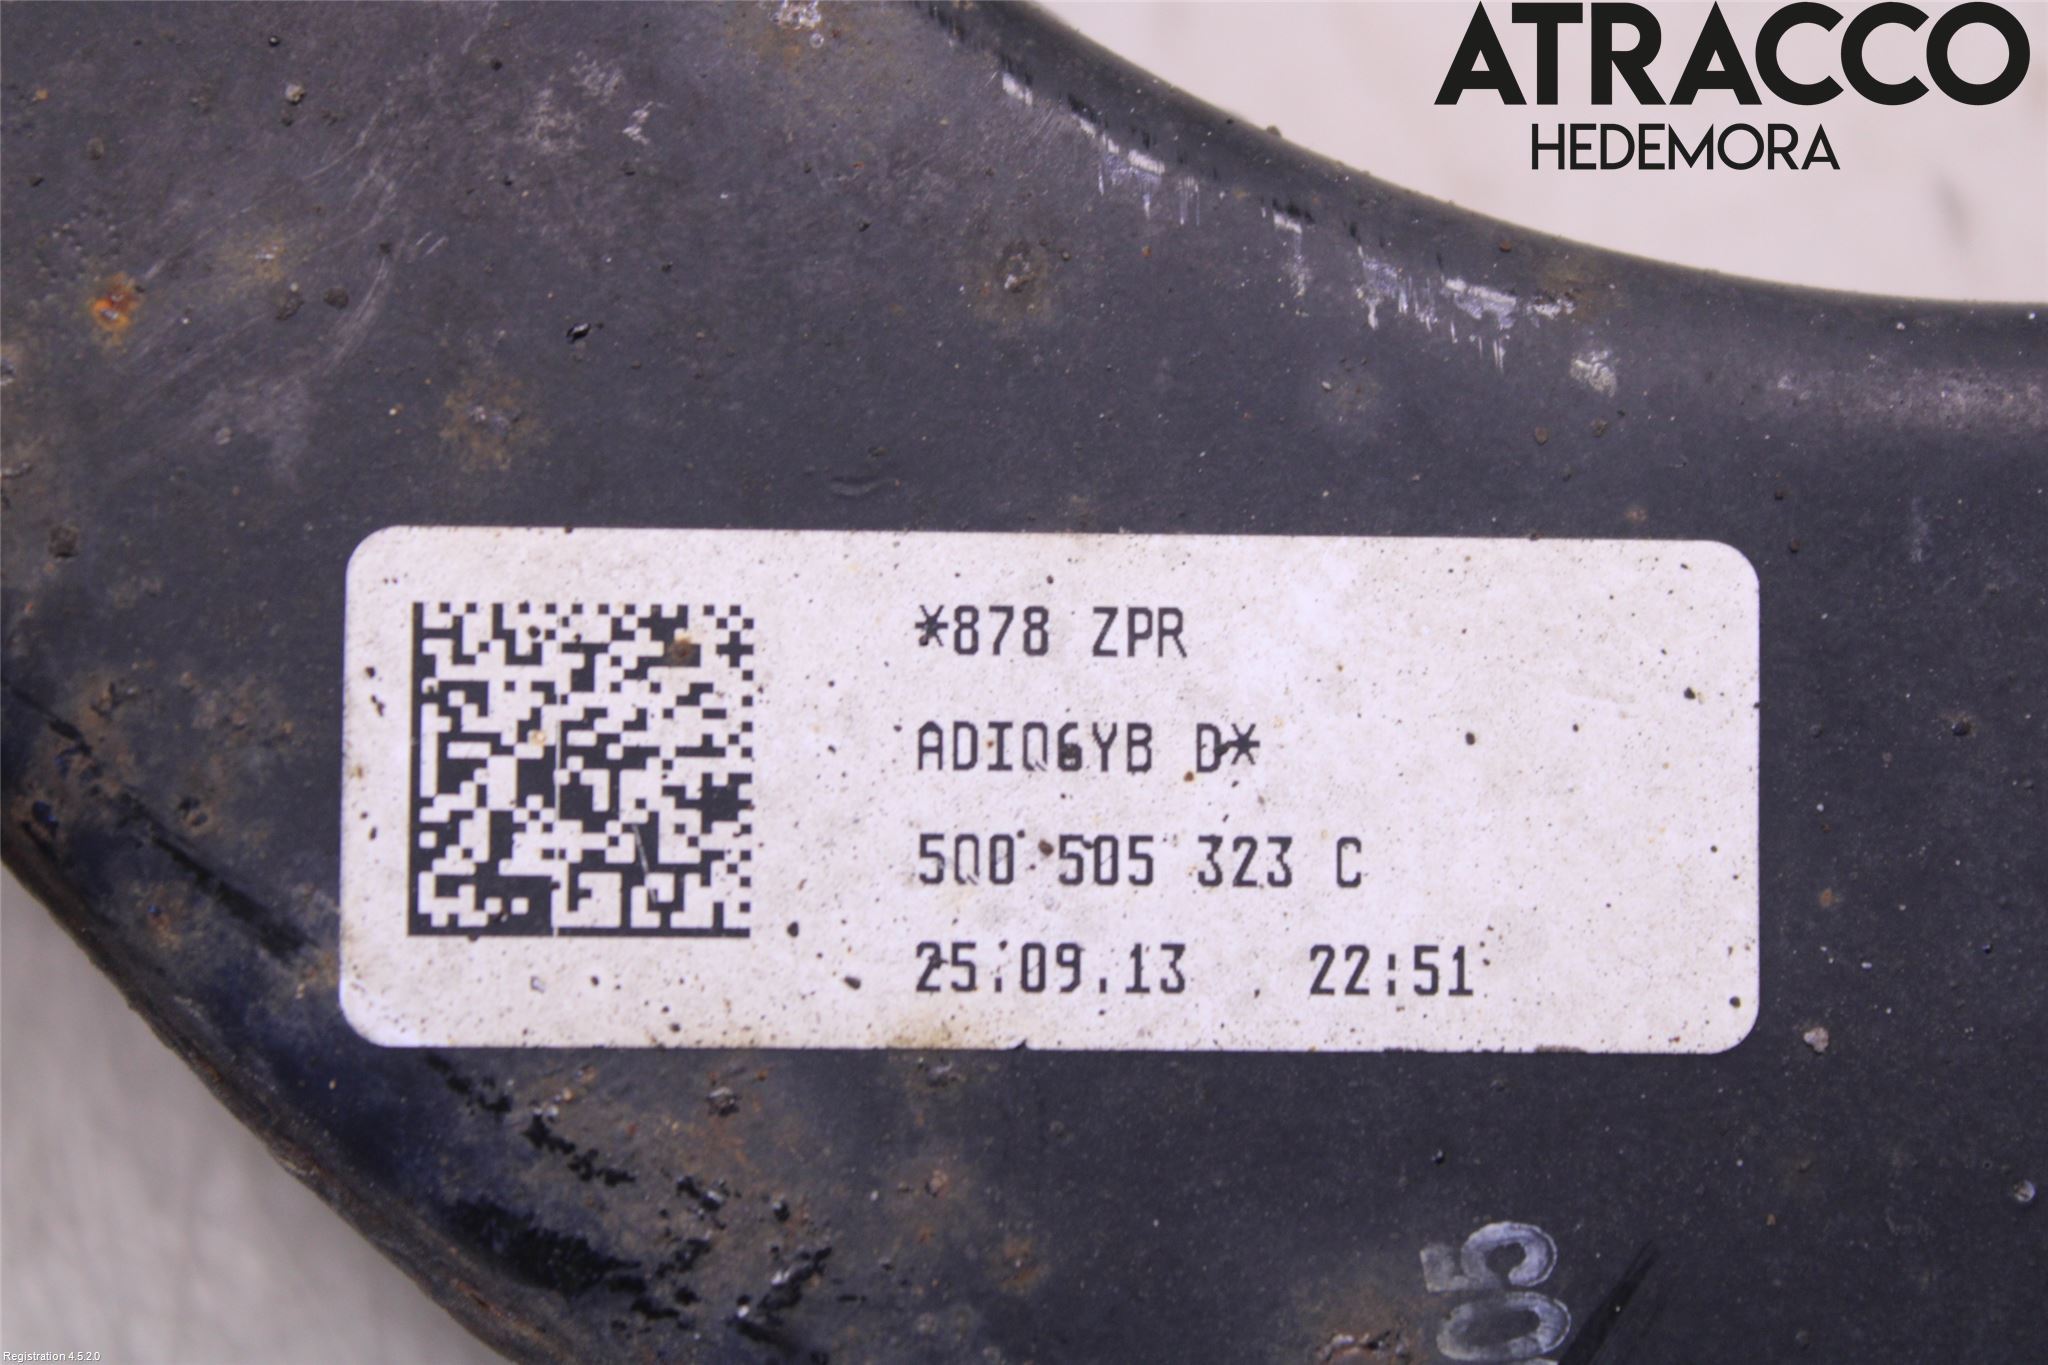 ATRACCO
HEDEMORA
*878 ZPR
ADIQ6YB D*
5Q0 505 323 C
25.09.13 22:51
Registration 4.5.2.0